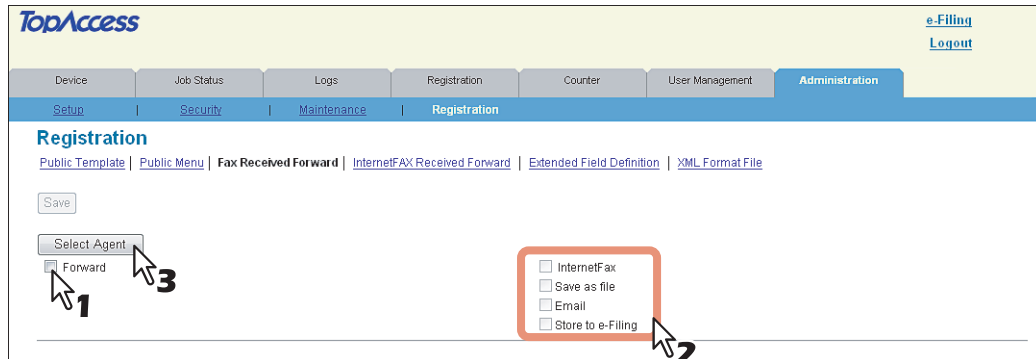 TopAccess
e-Filing
Logout
Device Job Status Logs Registration Counter User Management Administration
Setup | Security | Maintenance | Registration
Registration
Public Template | Public Menu | Fax Received Forward | InternetFAX Received Forward | Extended Field Definition | XML Format File
Save
Select Agent
3
Forward
1
InternetFax
Save as file
Email
Store to e-Filing
2